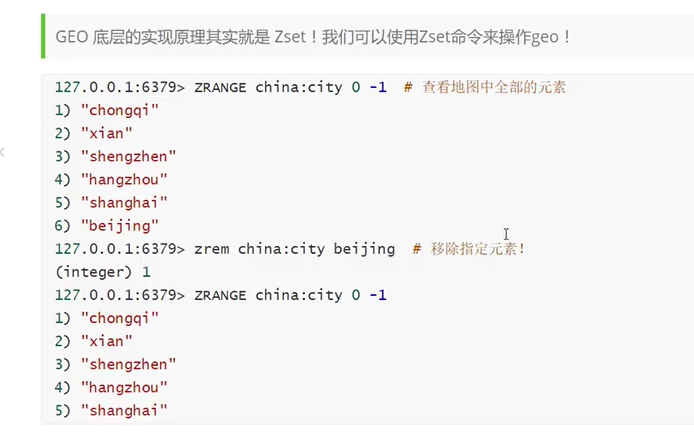 GEO 底层的实现原理其实就是 Zset！我们可以使用Zset命令来操作geo！
127.0.0.1:6379> ZRANGE china:city 0 -1 # 查看地图中全部的元素
1) "chongqi"
2) "xian"
3) "shengzhen"
4) "hangzhou"
5) "shanghai"
6) "beijing"
127.0.0.1:6379> zrem china:city beijing # 移除指定元素！
(integer) 1
127.0.0.1:6379> ZRANGE china:city 0 -1
1) "chongqi"
2) "xian"
3) "shengzhen"
4) "hangzhou"
5) "shanghai"